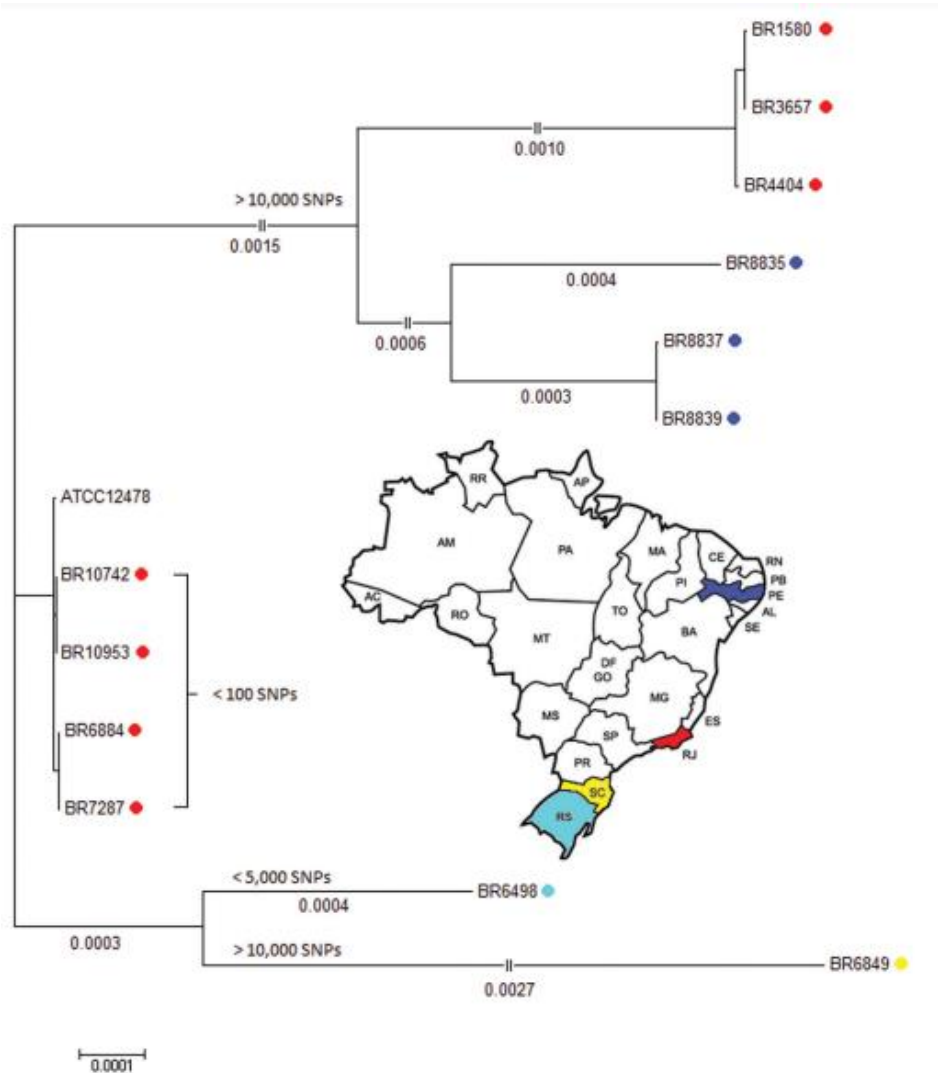 BR1580
BR3657
0.0010
BR4404
> 10,000 SNPs
0.0015
BR8835
0.0004
BR8837
0.0006
0.0003
BR8839
ATCC12478
BR10742
BR10953
< 100 SNPs
BR6884
BR7287
RR
AP
AM
PA
MA
CE
RN
PI
PB
PE
AC
AL
RO
TO
SE
MT
BA
DF
GO
MG
MS
ES
SP
RJ
PR
SC
RS
< 5,000 SNPs
BR6498
0.0004
0.0003
> 10,000 SNPs
BR6849
0.0027
0.0001